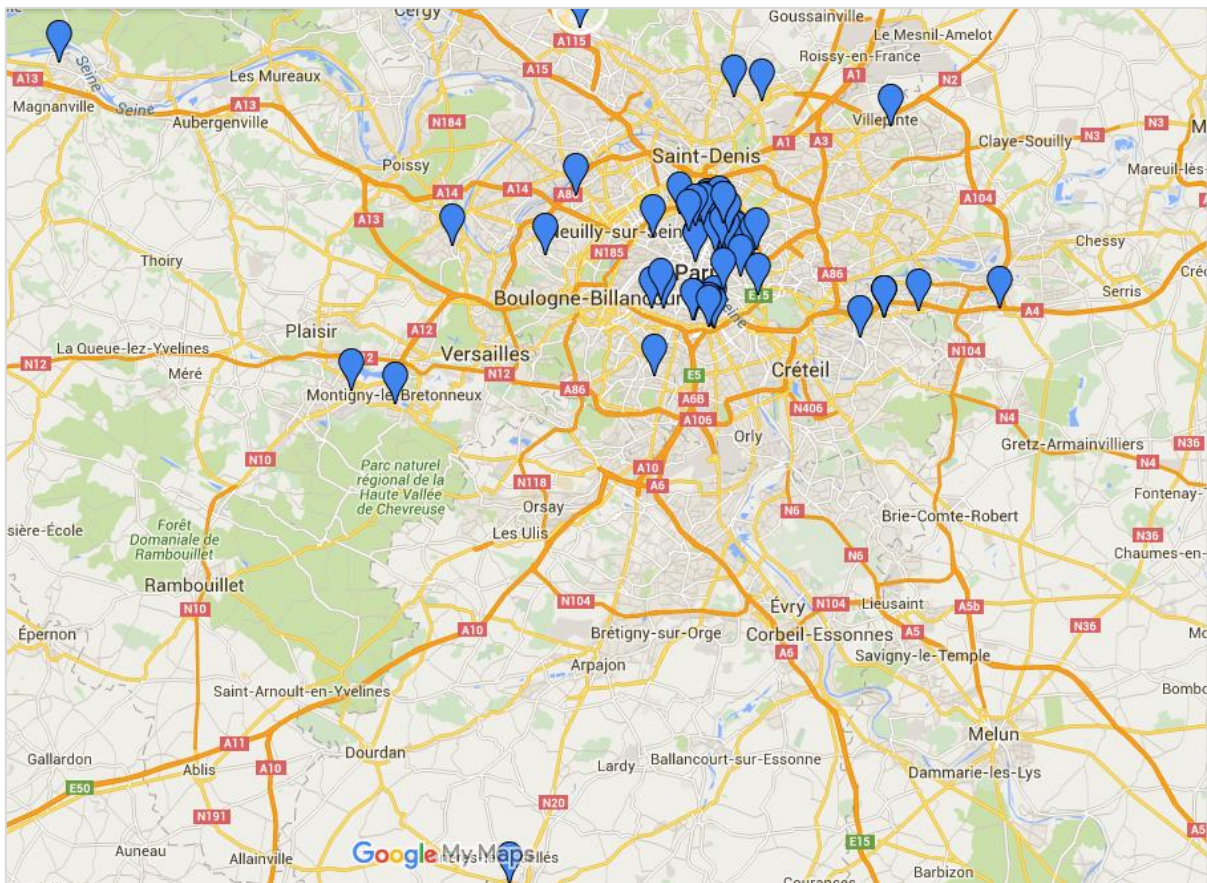 Cergy
Goussainville
Le Mesnil-Amelot
A115
Roissy-en-France
A15
A1
N2
A13
Seine
Les Mureaux
Magnanville
Seine
A13
Aubergenville
N184
Villepinte
N3
N3
A1
A3
Claye-Souilly
Saint-Denis
Poissy
Mareuil-lès-
A14
A14
A104
A13
Neuilly-sur-Seine
N185
Chessy
Thoiry
A86
Serris
Boulogne-Billancourt
E15
Seine
A4
Plaisir
A12
La Queue-lez-Yvelines
Versailles
N12
N12
N104
Méré
Créteil
E5
Montigny-le-Bretonneux
A86
A6B
N406
A106
N4
Orly
Gretz-Armainvilliers
N36
N10
A10
N4
Parc naturel
régional de la
Haute Vallée
de Chevreuse
N118
A6
Fontenay-
Orsay
N6
Brie-Comte-Robert
sière-École
Forêt
Domaniale de
Rambouillet
Les Ulis
N36
N6
Chaumes-en-
Rambouillet
N10
N104
Évry
N104
Lieusaint
A5b
Épernon
A10
Brétigny-sur-Orge
Corbeil-Essonnes
A5
N36
A6
Savigny-le-Temple
Arpajon
Saint-Arnoult-en-Yvelines
Bombo
Melun
A11
Dourdan
Gallardon
Ablis
A10
Lardy
Ballancourt-sur-Essonne
Dammarie-les-Lys
E50
N20
N191
A5
E15
Auneau
Allainville
Google My Maps
Courances
Barbizon